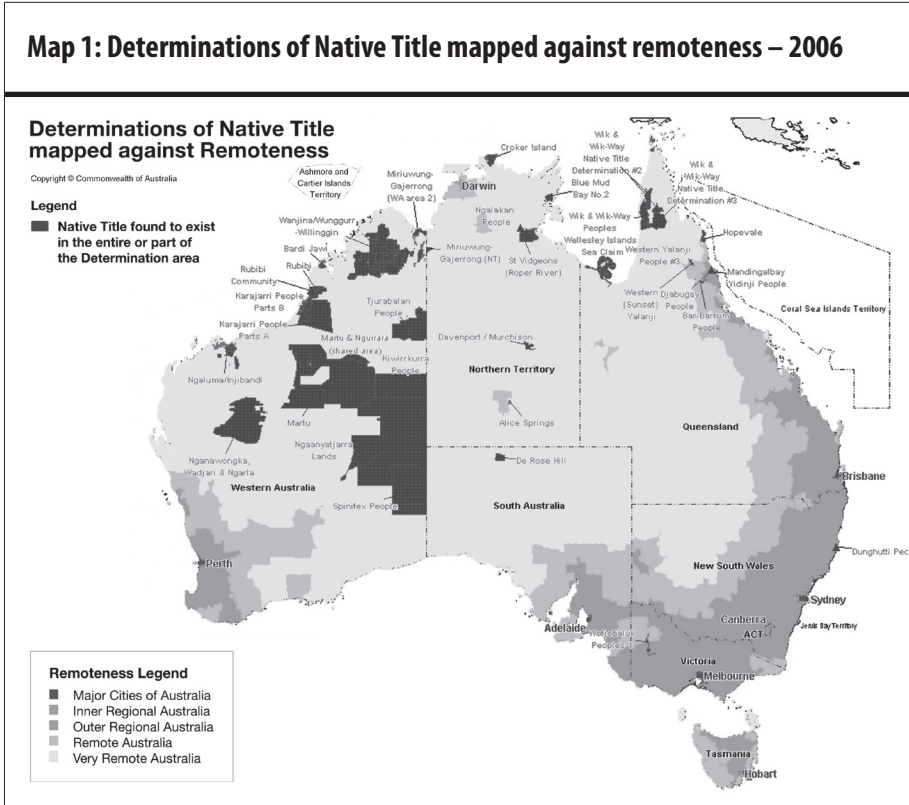 Map 1: Determinations of Native Title mapped against remoteness – 2006
Determinations of Native Title
mapped against Remoteness
Copyright © Commonwealth of Australia
Legend
Native Title found to exist
in the entire or part of
the Determination area
Ashmore and
Cartier Islands
Territory
Miriuwung-
Gajerrong
(WA area 2)
Croker Island
Darwin
Wik &
Wik-Way
Native Title
Determination #2
Blue Mud
Bay No.2
Wik &
Wik-Way
Native Title
Determination #3
Wanjina/Wunggurr
-Willinggin
Ngalakan
People
Wik & Wik-Way
Peoples
Wellesley Islands
Sea Claim
Hopevale
Bardi Jawi
Miriuwung-
Gajerrong (NT)
St Vidgeons
(Roper River)
Western Yalanji
People #3
Rubibi
Community
Rubibi
Mandingalbay
Yidinji People
Karajarri People
Parts B
Tjurabalan
People
Western
(Sunset)
Yalanji
Djabugay
People
Bar-Barrum
People
Coral Sea Islands Territory
Karajarri People
Parts A
Martu & Ngurrara
(shared area)
Davenport / Murchison
Kiwirrkurra
People
Northern Territory
Ngaluma/Injibandi
Martu
Alice Springs
Queensland
Ngaanyatjarra
Lands
Nganawongka,
Wadjari & Ngarla
De Rose Hill
Brisbane
Western Australia
Spinifex People
South Australia
Perth
Dunghutti Peo
New South Wales
Sydney
Canberra
ACT
Jervis Bay Territory
Adelaide
Wotjobaluk
Peoples
Victoria
Melbourne
Tasmania
Hobart
Remoteness Legend
Major Cities of Australia
Inner Regional Australia
Outer Regional Australia
Remote Australia
Very Remote Australia